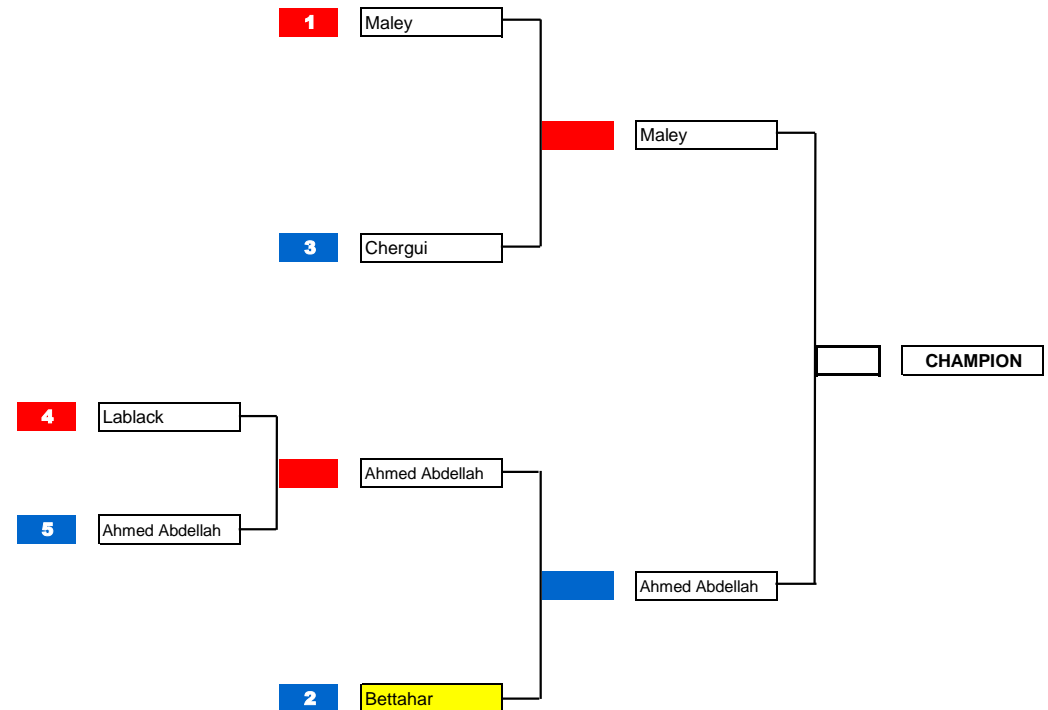 1 Maley
Maley
3 Chergui
CHAMPION
4 Lablack
Ahmed Abdellah
5 Ahmed Abdellah
Ahmed Abdellah
2 Bettahar